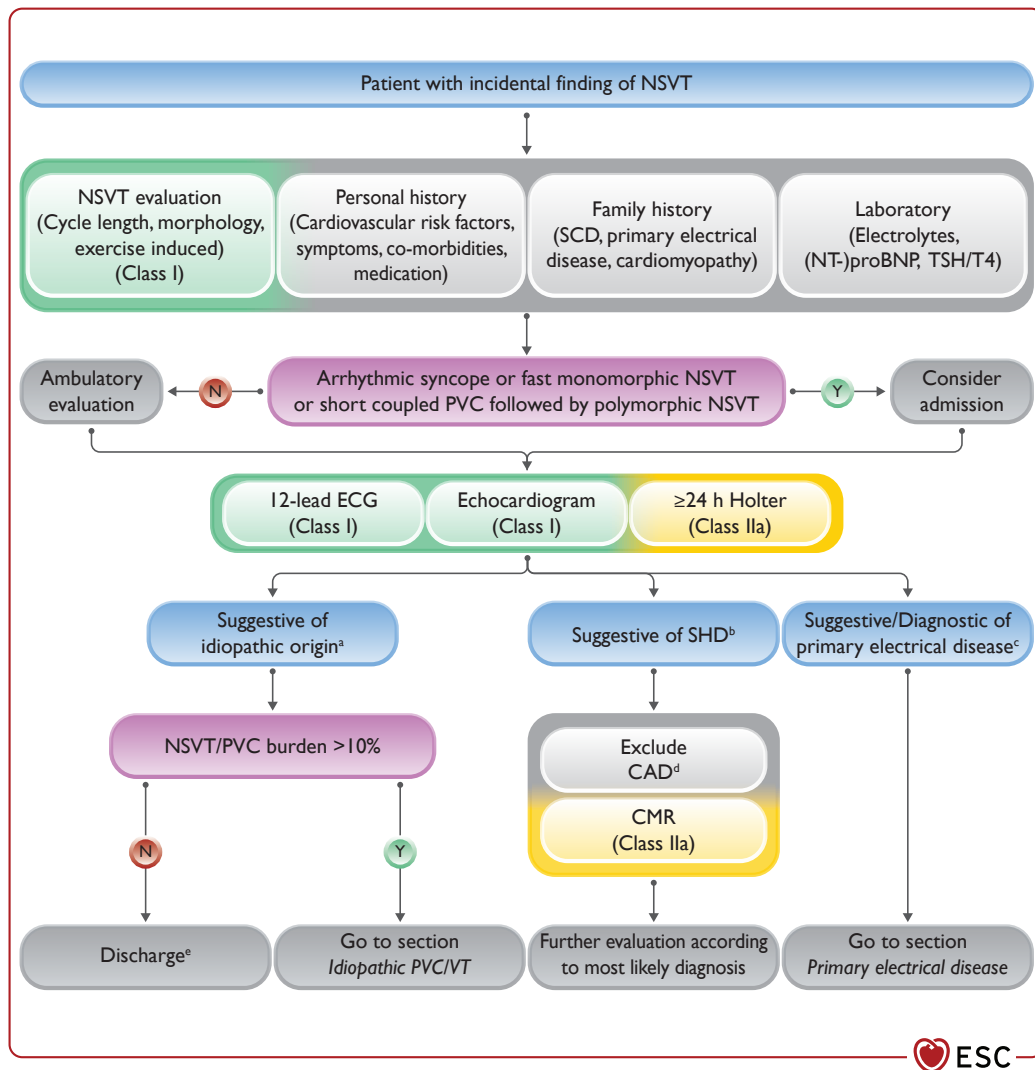 Patient with incidental finding of NSVT
NSVT evaluation
(Cycle length, morphology,
exercise induced)
(Class I)
Personal history
(Cardiovascular risk factors,
symptoms, co-morbidities,
medication)
Family history
(SCD, primary electrical
disease, cardiomyopathy)
Laboratory
(Electrolytes,
(NT-)proBNP, TSH/T4)
Ambulatory
evaluation
N
Arrhythmic syncope or fast monomorphic NSVT
or short coupled PVC followed by polymorphic NSVT
Y
Consider
admission
12-lead ECG
(Class I)
Echocardiogram
(Class I)
≥24 h Holter
(Class IIa)
Suggestive of
idiopathic originᵃ
Suggestive of SHDᵇ
Suggestive/Diagnostic of
primary electrical diseaseᶜ
NSVT/PVC burden >10%
Exclude
CADᵈ
CMR
(Class IIa)
N
Y
Dischargeᵉ
Go to section
Idiopathic PVC/VT
Further evaluation according
to most likely diagnosis
Go to section
Primary electrical disease
ESC